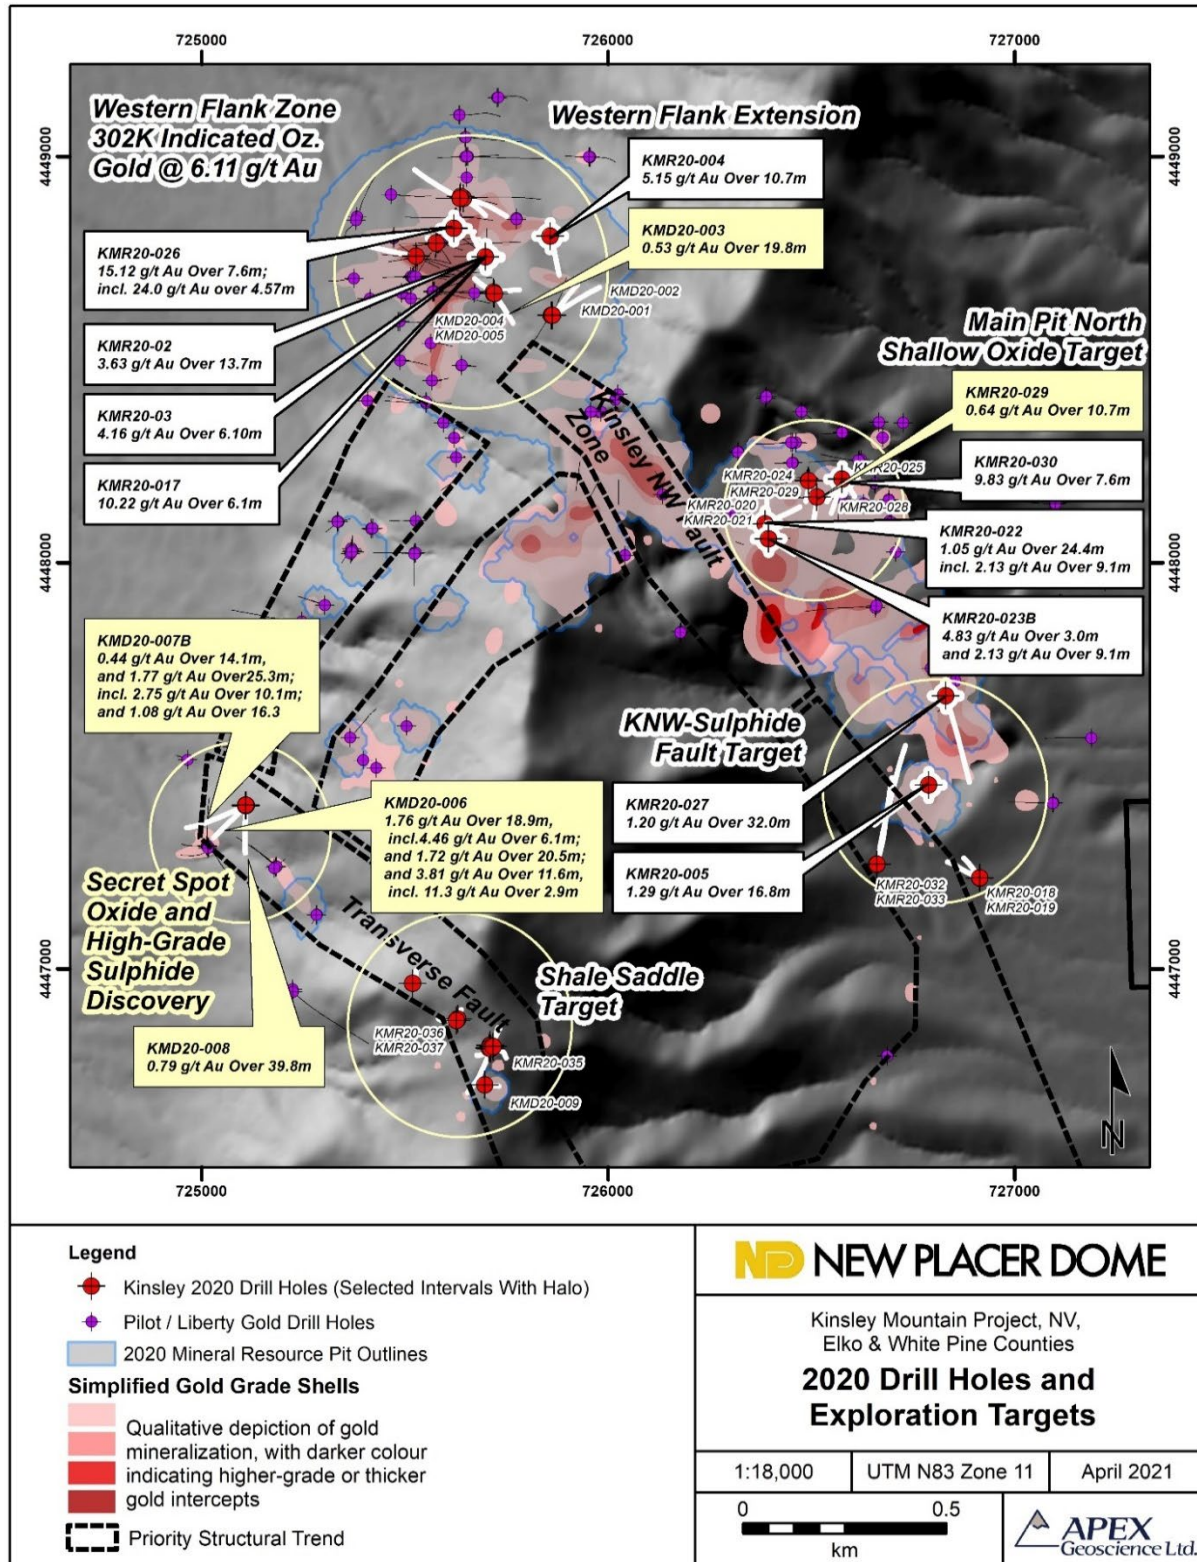 725000
726000
727000
4449000
4449000
4448000
4448000
4447000
4447000
Western Flank Zone
302K Indicated Oz.
Gold @ 6.11 g/t Au
Western Flank Extension
KMR20-004
5.15 g/t Au Over 10.7m
KMD20-003
0.53 g/t Au Over 19.8m
KMR20-026
15.12 g/t Au Over 7.6m;
incl. 24.0 g/t Au over 4.57m
KMD20-002
KMD20-001
KMD20-004
KMD20-005
KMR20-02
3.63 g/t Au Over 13.7m
KMR20-03
4.16 g/t Au Over 6.10m
KMR20-017
10.22 g/t Au Over 6.1m
Main Pit North
Shallow Oxide Target
KMR20-029
0.64 g/t Au Over 10.7m
KMR20-030
9.83 g/t Au Over 7.6m
KMR20-025
KMR20-024
KMR20-029
KMR20-028
KMR20-020
KMR20-021
KMR20-022
1.05 g/t Au Over 24.4m
incl. 2.13 g/t Au Over 9.1m
KMR20-023B
4.83 g/t Au Over 3.0m
and 2.13 g/t Au Over 9.1m
Kinsley NW Fault
Zone
KMD20-007B
0.44 g/t Au Over 14.1m,
and 1.77 g/t Au Over25.3m;
incl. 2.75 g/t Au Over 10.1m;
and 1.08 g/t Au Over 16.3
KNW-Sulphide
Fault Target
KMR20-027
1.20 g/t Au Over 32.0m
KMR20-005
1.29 g/t Au Over 16.8m
KMR20-032
KMR20-033
KMR20-018
KMR20-019
KMD20-006
1.76 g/t Au Over 18.9m,
incl.4.46 g/t Au Over 6.1m;
and 1.72 g/t Au Over 20.5m
and 3.81 g/t Au Over 11.6m,
incl. 11.3 g/t Au Over 2.9m
Secret Spot
Oxide and
High-Grade
Sulphide
Discovery
Transverse Fault
Shale Saddle
Target
KMR20-036
KMR20-037
KMR20-035
KMD20-009
KMD20-008
0.79 g/t Au Over 39.8m
N
725000
726000
727000
Legend
Kinsley 2020 Drill Holes (Selected Intervals With Halo)
Pilot / Liberty Gold Drill Holes
2020 Mineral Resource Pit Outlines
Simplified Gold Grade Shells
Qualitative depiction of gold
mineralization, with darker colour
indicating higher-grade or thicker
gold intercepts
Priority Structural Trend
ND NEW PLACER DOME
Kinsley Mountain Project, NV,
Elko & White Pine Counties
2020 Drill Holes and
Exploration Targets
1:18,000
UTM N83 Zone 11
April 2021
0
0.5
km
APEX
Geoscience Ltd.